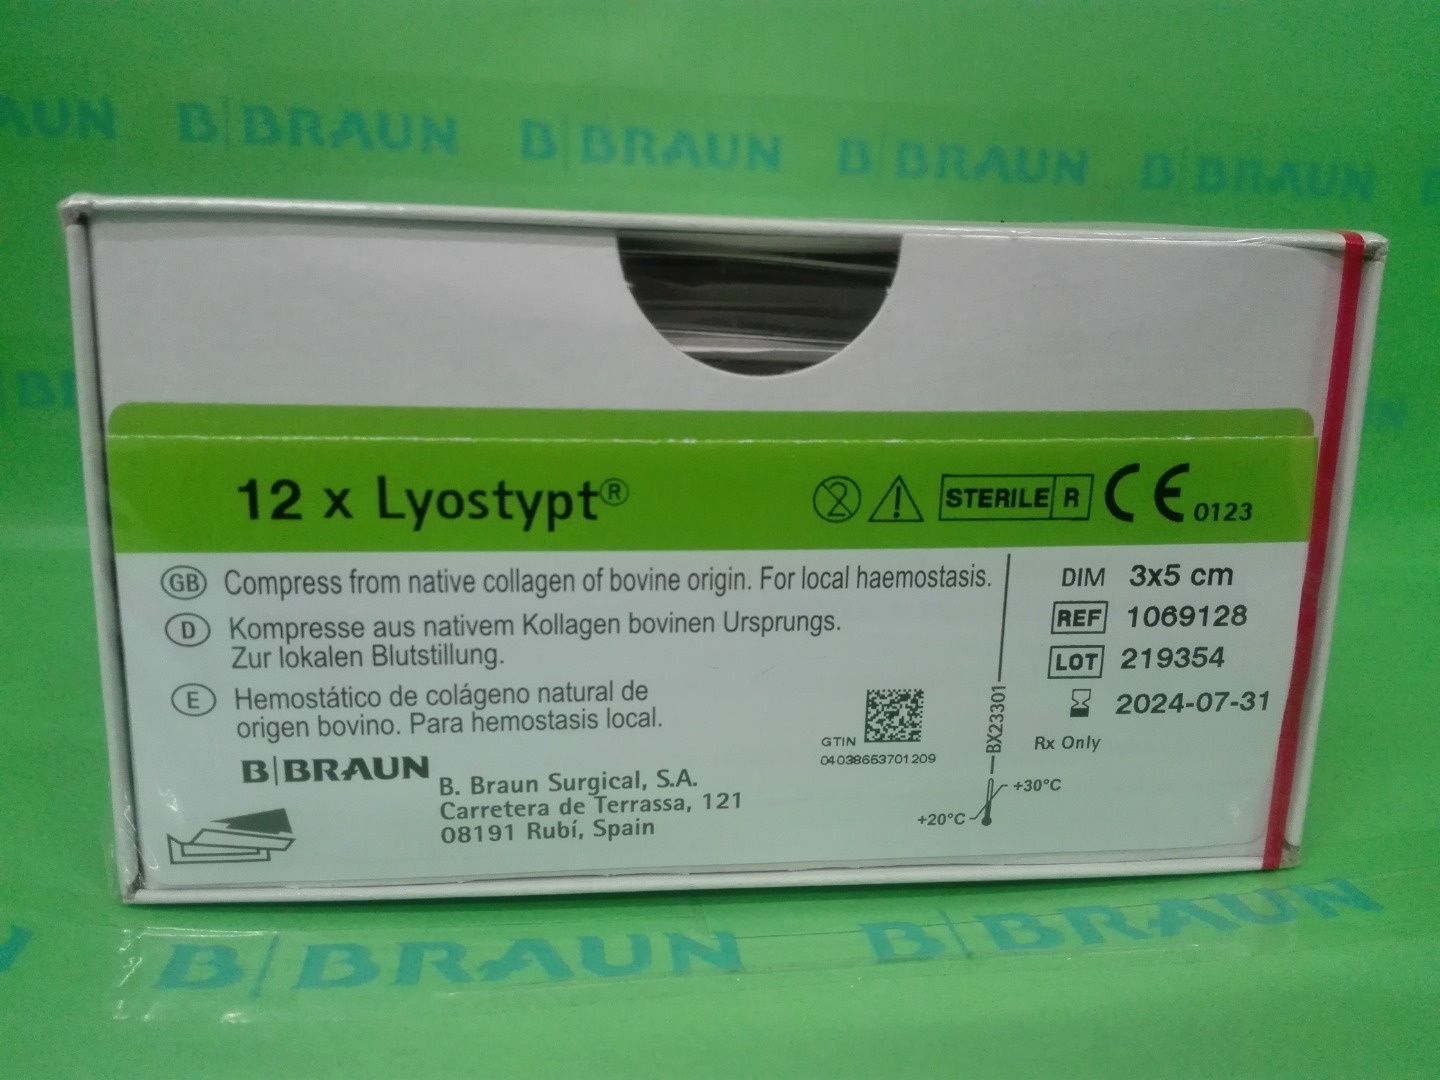 BRAUN B|BRAUN B|BRAUN B|BRAUN B|BRAUN
12 x Lyostypt®
2
STERILE R
CE 0123
GB Compress from native collagen of bovine origin. For local haemostasis.
D Kompresse aus nativem Kollagen bovinen Ursprungs.
Zur lokalen Blutstillung.
E Hemostático de colágeno natural de
origen bovino. Para hemostasis local.
B|BRAUN
B. Braun Surgical, S.A.
Carretera de Terrassa, 121
08191 Rubí, Spain
GTIN
04038653701209
BX23301
DIM 3x5 cm
REF 1069128
LOT 219354
2024-07-31
Rx Only
+30°C
+20°C
B|BRAUN B|BRAUN